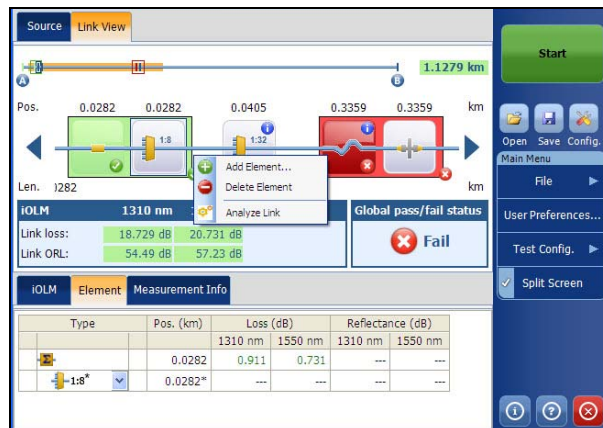 Source Link View
Start
1.1279 km
A B
Pos. 0.0282 0.0282 0.0405 0.3359 0.3359 km
1:8 1:32
Open Save Config.
Main Menu
File
Add Element...
Len. )282 km
Delete Element
User Preferences...
iOLM 1310 nm Analyze Link Global pass/fail status
Link loss: 18.729 dB 20.731 dB
Fail
Test Config.
Link ORL: 54.49 dB 57.23 dB
Split Screen
iOLM Element Measurement Info
Type Pos. (km) Loss (dB) Reflectance (dB)
1310 nm 1550 nm 1310 nm 1550 nm
Σ 0.0282 0.911 0.731 --- ---
1:8* 0.0282* --- --- --- ---